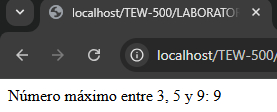 localhost/TEW-500/LABORATOR
localhost/TEW-500/
Número máximo entre 3, 5 y 9: 9